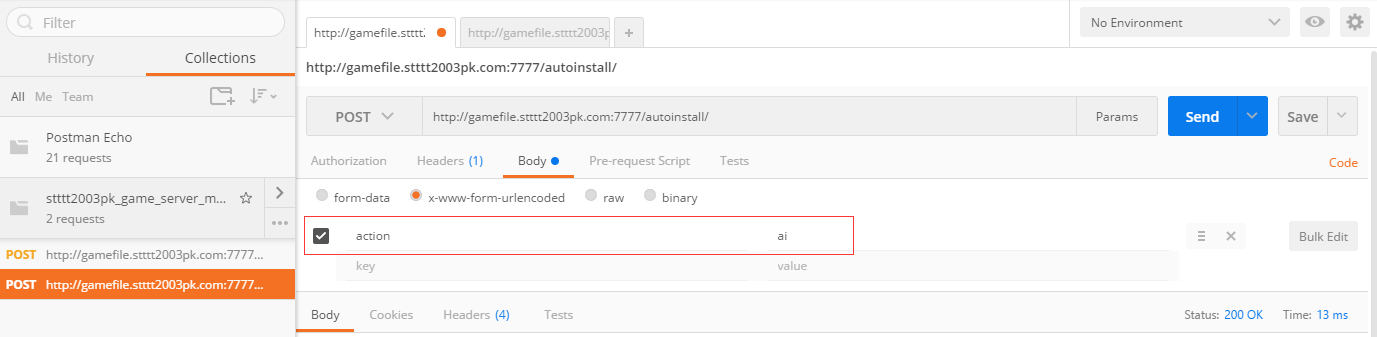 Filter
History Collections
All Me Team
Postman Echo
21 requests
stttt2003pk_game_server_m...
2 requests
POST http://gamefile.stttt2003pk.com:7777...
POST http://gamefile.stttt2003pk.com:7777...
http://gamefile.stttt2 http://gamefile.stttt2003p + No Environment
http://gamefile.stttt2003pk.com:7777/autoinstall/
POST http://gamefile.stttt2003pk.com:7777/autoinstall/ Params Send Save
Authorization Headers (1) Body Pre-request Script Tests Code
form-data x-www-form-urlencoded raw binary
action ai Bulk Edit
key value
Body Cookies Headers (4) Tests Status: 200 OK Time: 13 ms